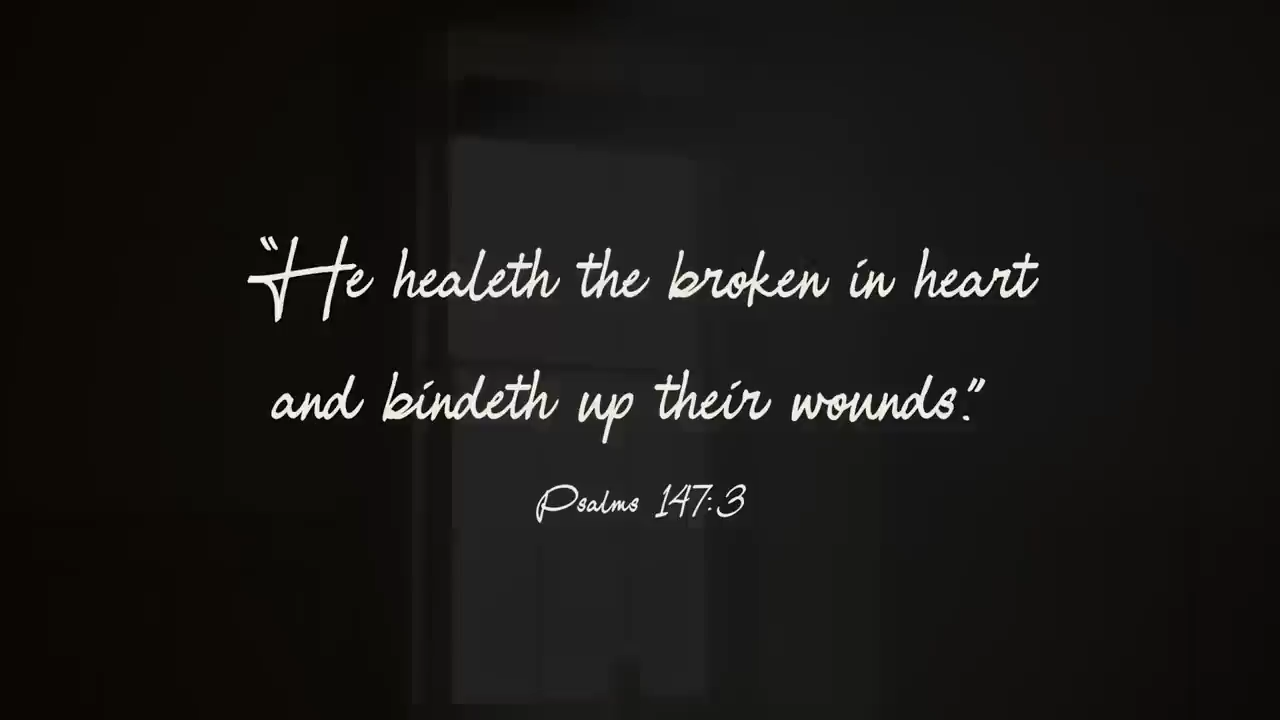 “He healeth the broken in heart
and bindeth up their wounds.”
Psalms 147:3